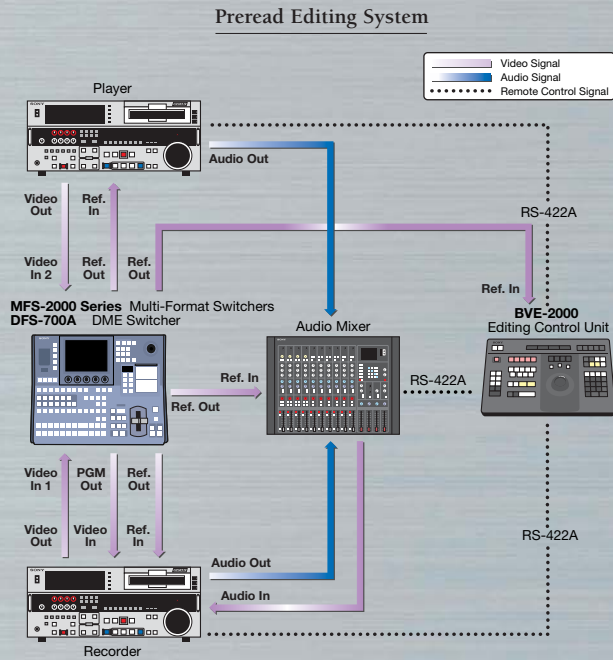 Preread Editing System
Video Signal
Audio Signal
Remote Control Signal
Player
SONY
Audio Out
Video Out
Ref. In
RS-422A
Video In 2
Ref. Out
Ref. Out
Ref. In
MFS-2000 Series Multi-Format Switchers
DFS-700A DME Switcher
BVE-2000
Editing Control Unit
Audio Mixer
Ref. In
Ref. Out
RS-422A
Video In 1
PGM Out
Ref. Out
Video Out
Video In
Ref. In
RS-422A
Audio Out
Audio In
SONY
Recorder